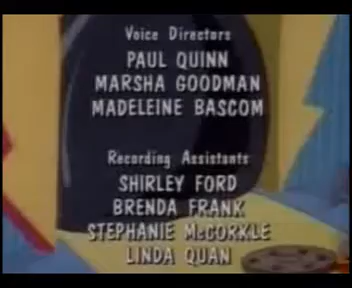 Voice Directors
PAUL QUINN
MARSHA GOODMAN
MADELEINE BASCOM
Recording Assistants
SHIRLEY FORD
BRENDA FRANK
STEPHANIE McCORKLE
LINDA QUAN